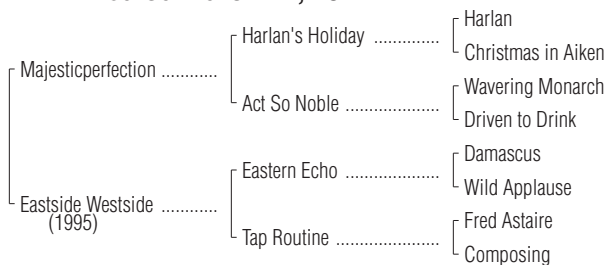 Harlan
Harlan's Holiday ..............
Christmas in Aiken
Majesticperfection ............
Wavering Monarch
Act So Noble .....................
Driven to Drink
Damascus
Eastern Echo .....................
Wild Applause
Eastside Westside ............
(1995)
Fred Astaire
Tap Routine .......................
Composing